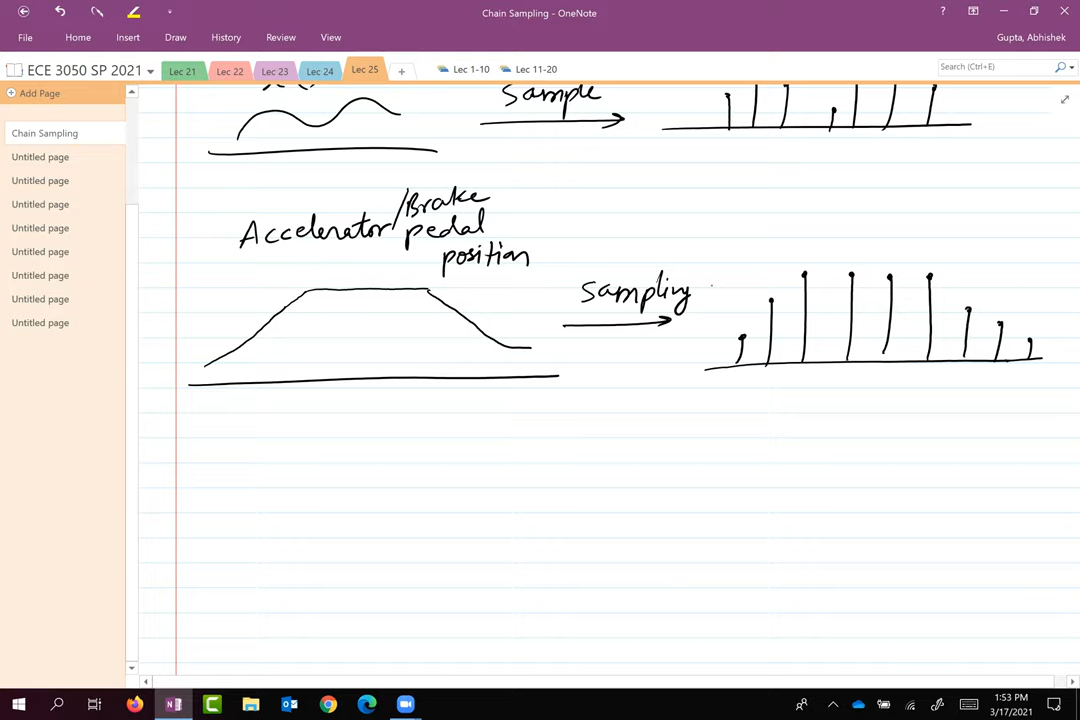 Chain Sampling - OneNote
Gupta, Abhishek
File Home Insert Draw History Review View
ECE 3050 SP 2021
Lec 21
Lec 22
Lec 23
Lec 24
Lec 25
Lec 1-10
Lec 11-20
Search (Ctrl+E)
Add Page
Chain Sampling
Untitled page
Untitled page
Untitled page
Untitled page
Untitled page
Untitled page
Untitled page
Untitled page
Sample
Accelerator/Brake
pedal
position
Sampling
1:53 PM
3/17/2021